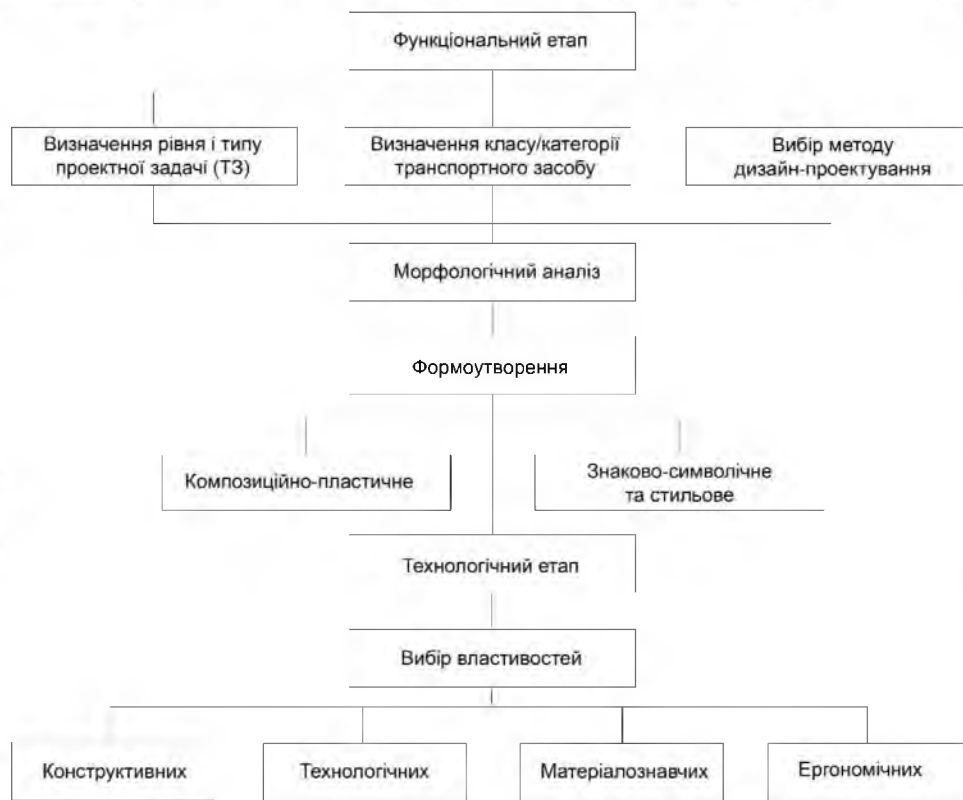 Функціональний етап
Визначення рівня і типу
проектної задачі (ТЗ)
Визначення класу/категорії
транспортного засобу
Вибір методу
дизайн-проектування
Морфологічний аналіз
Формоутворення
Композиційно-пластичне
Знаково-символічне
та стильове
Технологічний етап
Вибір властивостей
Конструктивних
Технологічних
Матеріалознавчих
Ергономічних